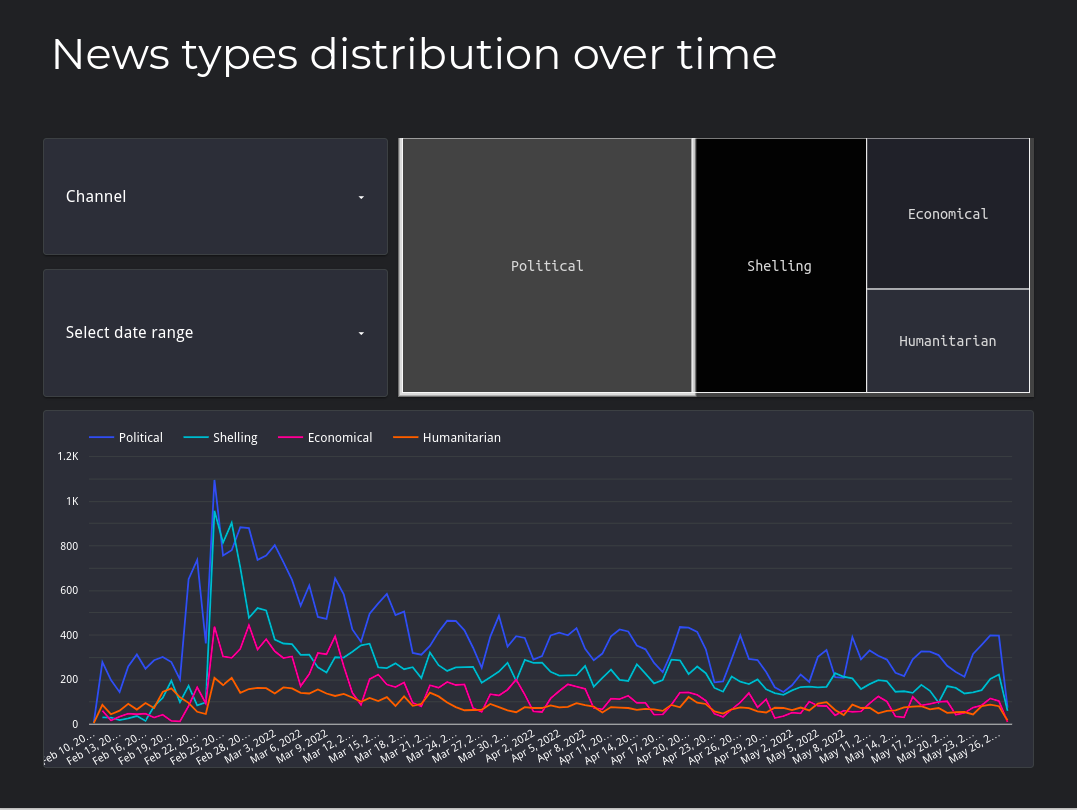 News types distribution over time
Channel
Select date range
Political
Shelling
Economical
Humanitarian
Political Shelling Economical Humanitarian
1.2K
1K
800
600
400
200
0
Feb 10, 20…
Feb 13, 20…
Feb 16, 20…
Feb 19, 20…
Feb 22, 20…
Feb 25, 20…
Feb 28, 20…
Mar 3, 2022
Mar 6, 2022
Mar 9, 2022
Mar 12, 2…
Mar 15, 2…
Mar 18, 2…
Mar 21, 2…
Mar 24, 2…
Mar 27, 2…
Mar 30, 2…
Apr 2, 2022
Apr 5, 2022
Apr 8, 2022
Apr 11, 20…
Apr 14, 20…
Apr 17, 20…
Apr 20, 20…
Apr 23, 20…
Apr 26, 20…
Apr 29, 20…
May 2, 2022
May 5, 2022
May 8, 2022
May 11, 2…
May 14, 2…
May 17, 2…
May 20, 2…
May 23, 2…
May 26, 2…